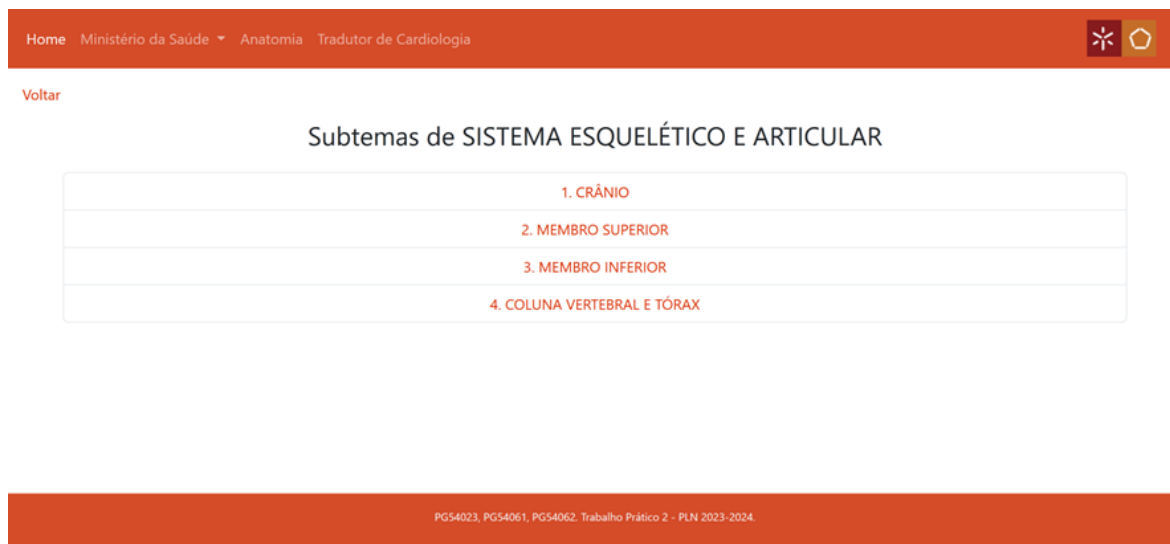 Home Ministério da Saúde Anatomia Tradutor de Cardiologia
Voltar
Subtemas de SISTEMA ESQUELÉTICO E ARTICULAR
1. CRÂNIO
2. MEMBRO SUPERIOR
3. MEMBRO INFERIOR
4. COLUNA VERTEBRAL E TÓRAX
PG54023, PG54061, PG54062. Trabalho Prático 2 - PLN 2023-2024.